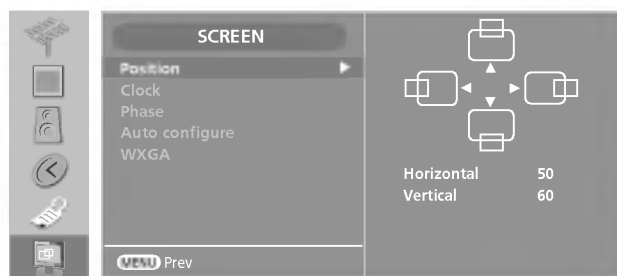 SCREEN
Position
Clock
Phase
Auto configure
WXGA
MENU Prev
Horizontal 50
Vertical 60